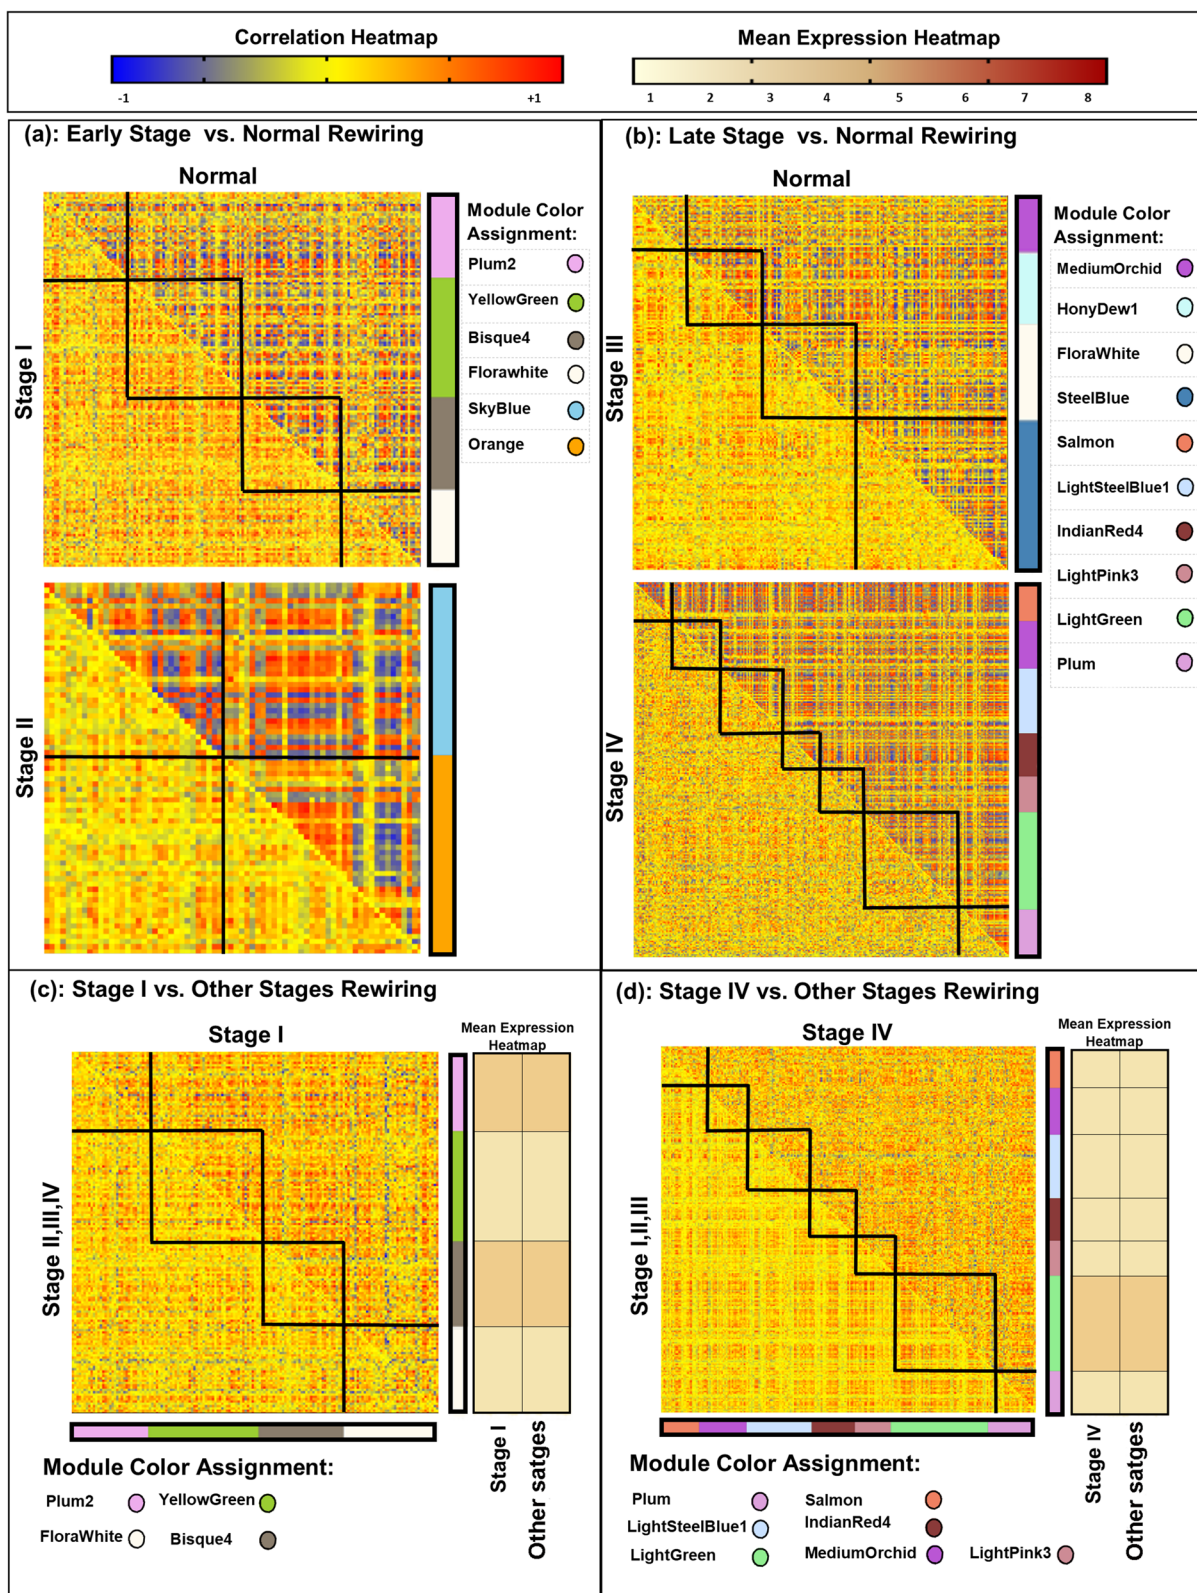 Correlation Heatmap
Mean Expression Heatmap
-1
+1
1 2 3 4 5 6 7 8
(a): Early Stage vs. Normal Rewiring
Normal
Stage I
Module Color
Assignment:
Plum2
YellowGreen
Bisque4
Florawhite
SkyBlue
Orange
Stage II
(b): Late Stage vs. Normal Rewiring
Normal
Stage III
Module Color
Assignment:
MediumOrchid
HonyDew1
FloraWhite
SteelBlue
Salmon
LightSteelBlue1
IndianRed4
LightPink3
LightGreen
Plum
Stage IV
(c): Stage I vs. Other Stages Rewiring
Stage I
Mean Expression
Heatmap
Stage II,III,IV
Stage I
Other satges
Module Color Assignment:
Plum2
YellowGreen
FloraWhite
Bisque4
(d): Stage IV vs. Other Stages Rewiring
Stage IV
Mean Expression
Heatmap
Stage I,II,III
Stage IV
Other satges
Module Color Assignment:
Plum
Salmon
LightSteelBlue1
IndianRed4
LightGreen
MediumOrchid
LightPink3